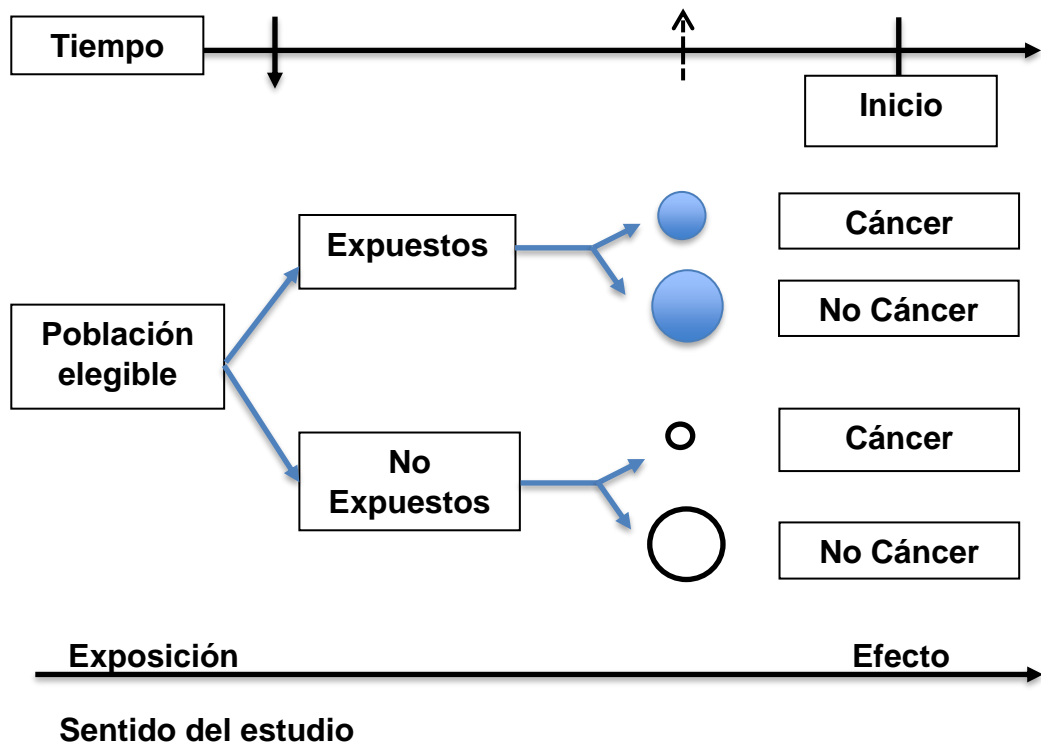 Tiempo
Inicio
Expuestos
Cáncer
No Cáncer
Población
elegible
No
Expuestos
Cáncer
No Cáncer
Exposición
Efecto
Sentido del estudio